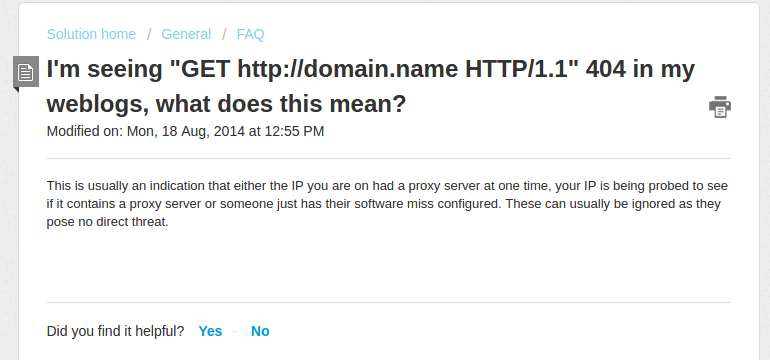 Solution home / General / FAQ
I'm seeing "GET http://domain.name HTTP/1.1" 404 in my
weblogs, what does this mean?
Modified on: Mon, 18 Aug, 2014 at 12:55 PM
This is usually an indication that either the IP you are on had a proxy server at one time, your IP is being probed to see
if it contains a proxy server or someone just has their software miss configured. These can usually be ignored as they
pose no direct threat.
Did you find it helpful? Yes - No